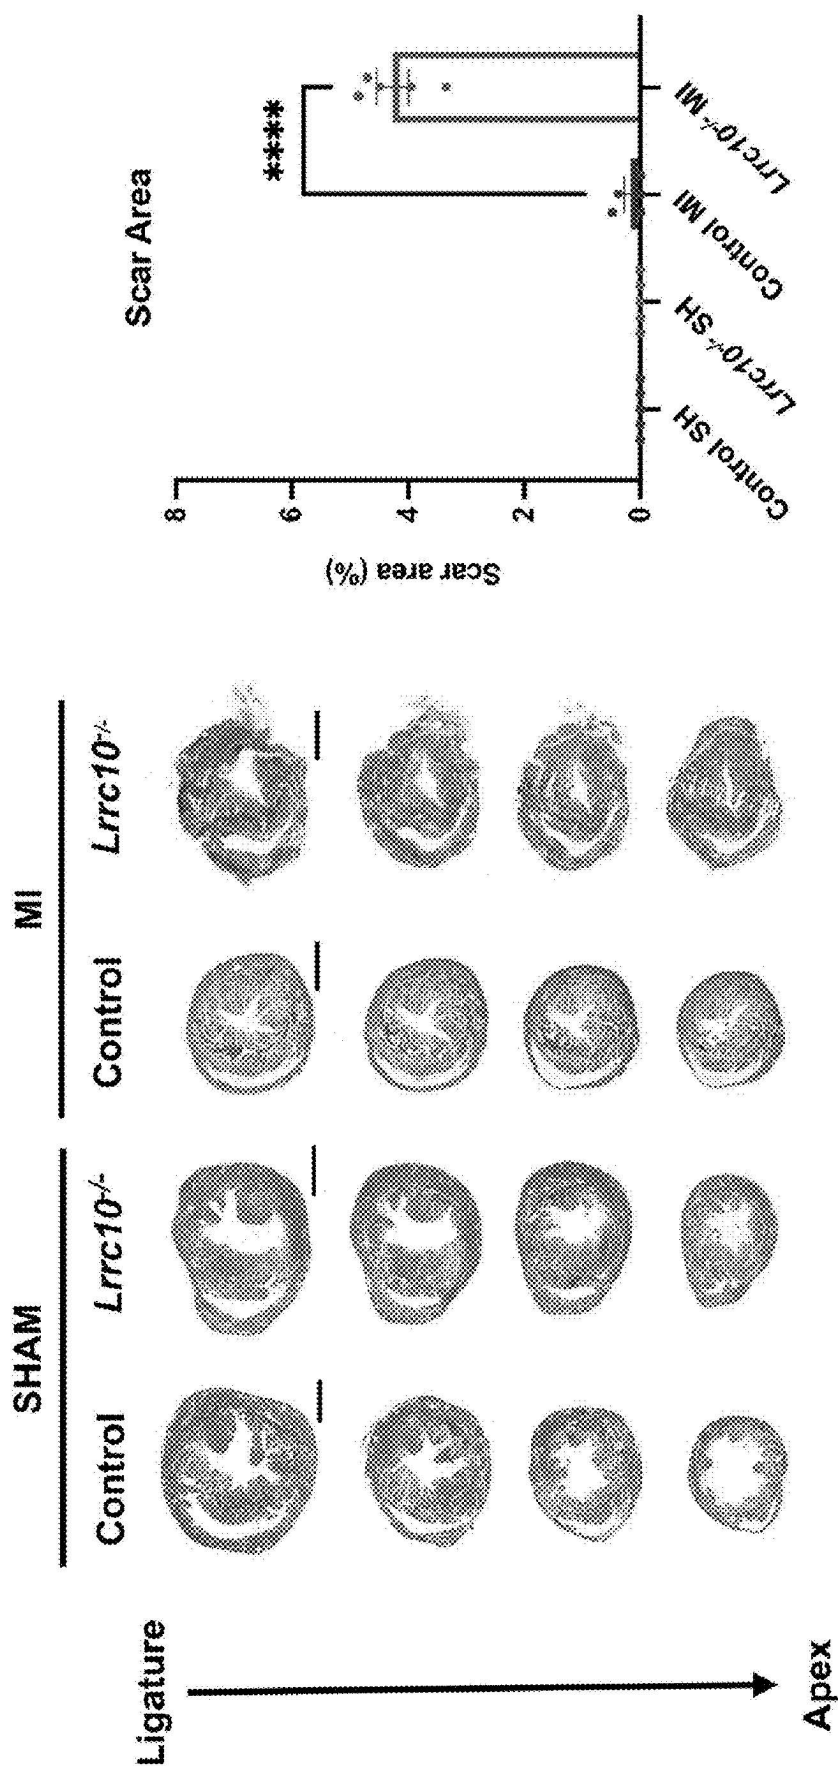 SHAM
MI
Control
Lrrc10-/-
Control
Lrrc10-/-
Ligature
Apex
Scar Area
****
Scar area (%)
8
6
4
2
0
Control SH
Lrrc10-/- SH
Control MI
Lrrc10-/- MI